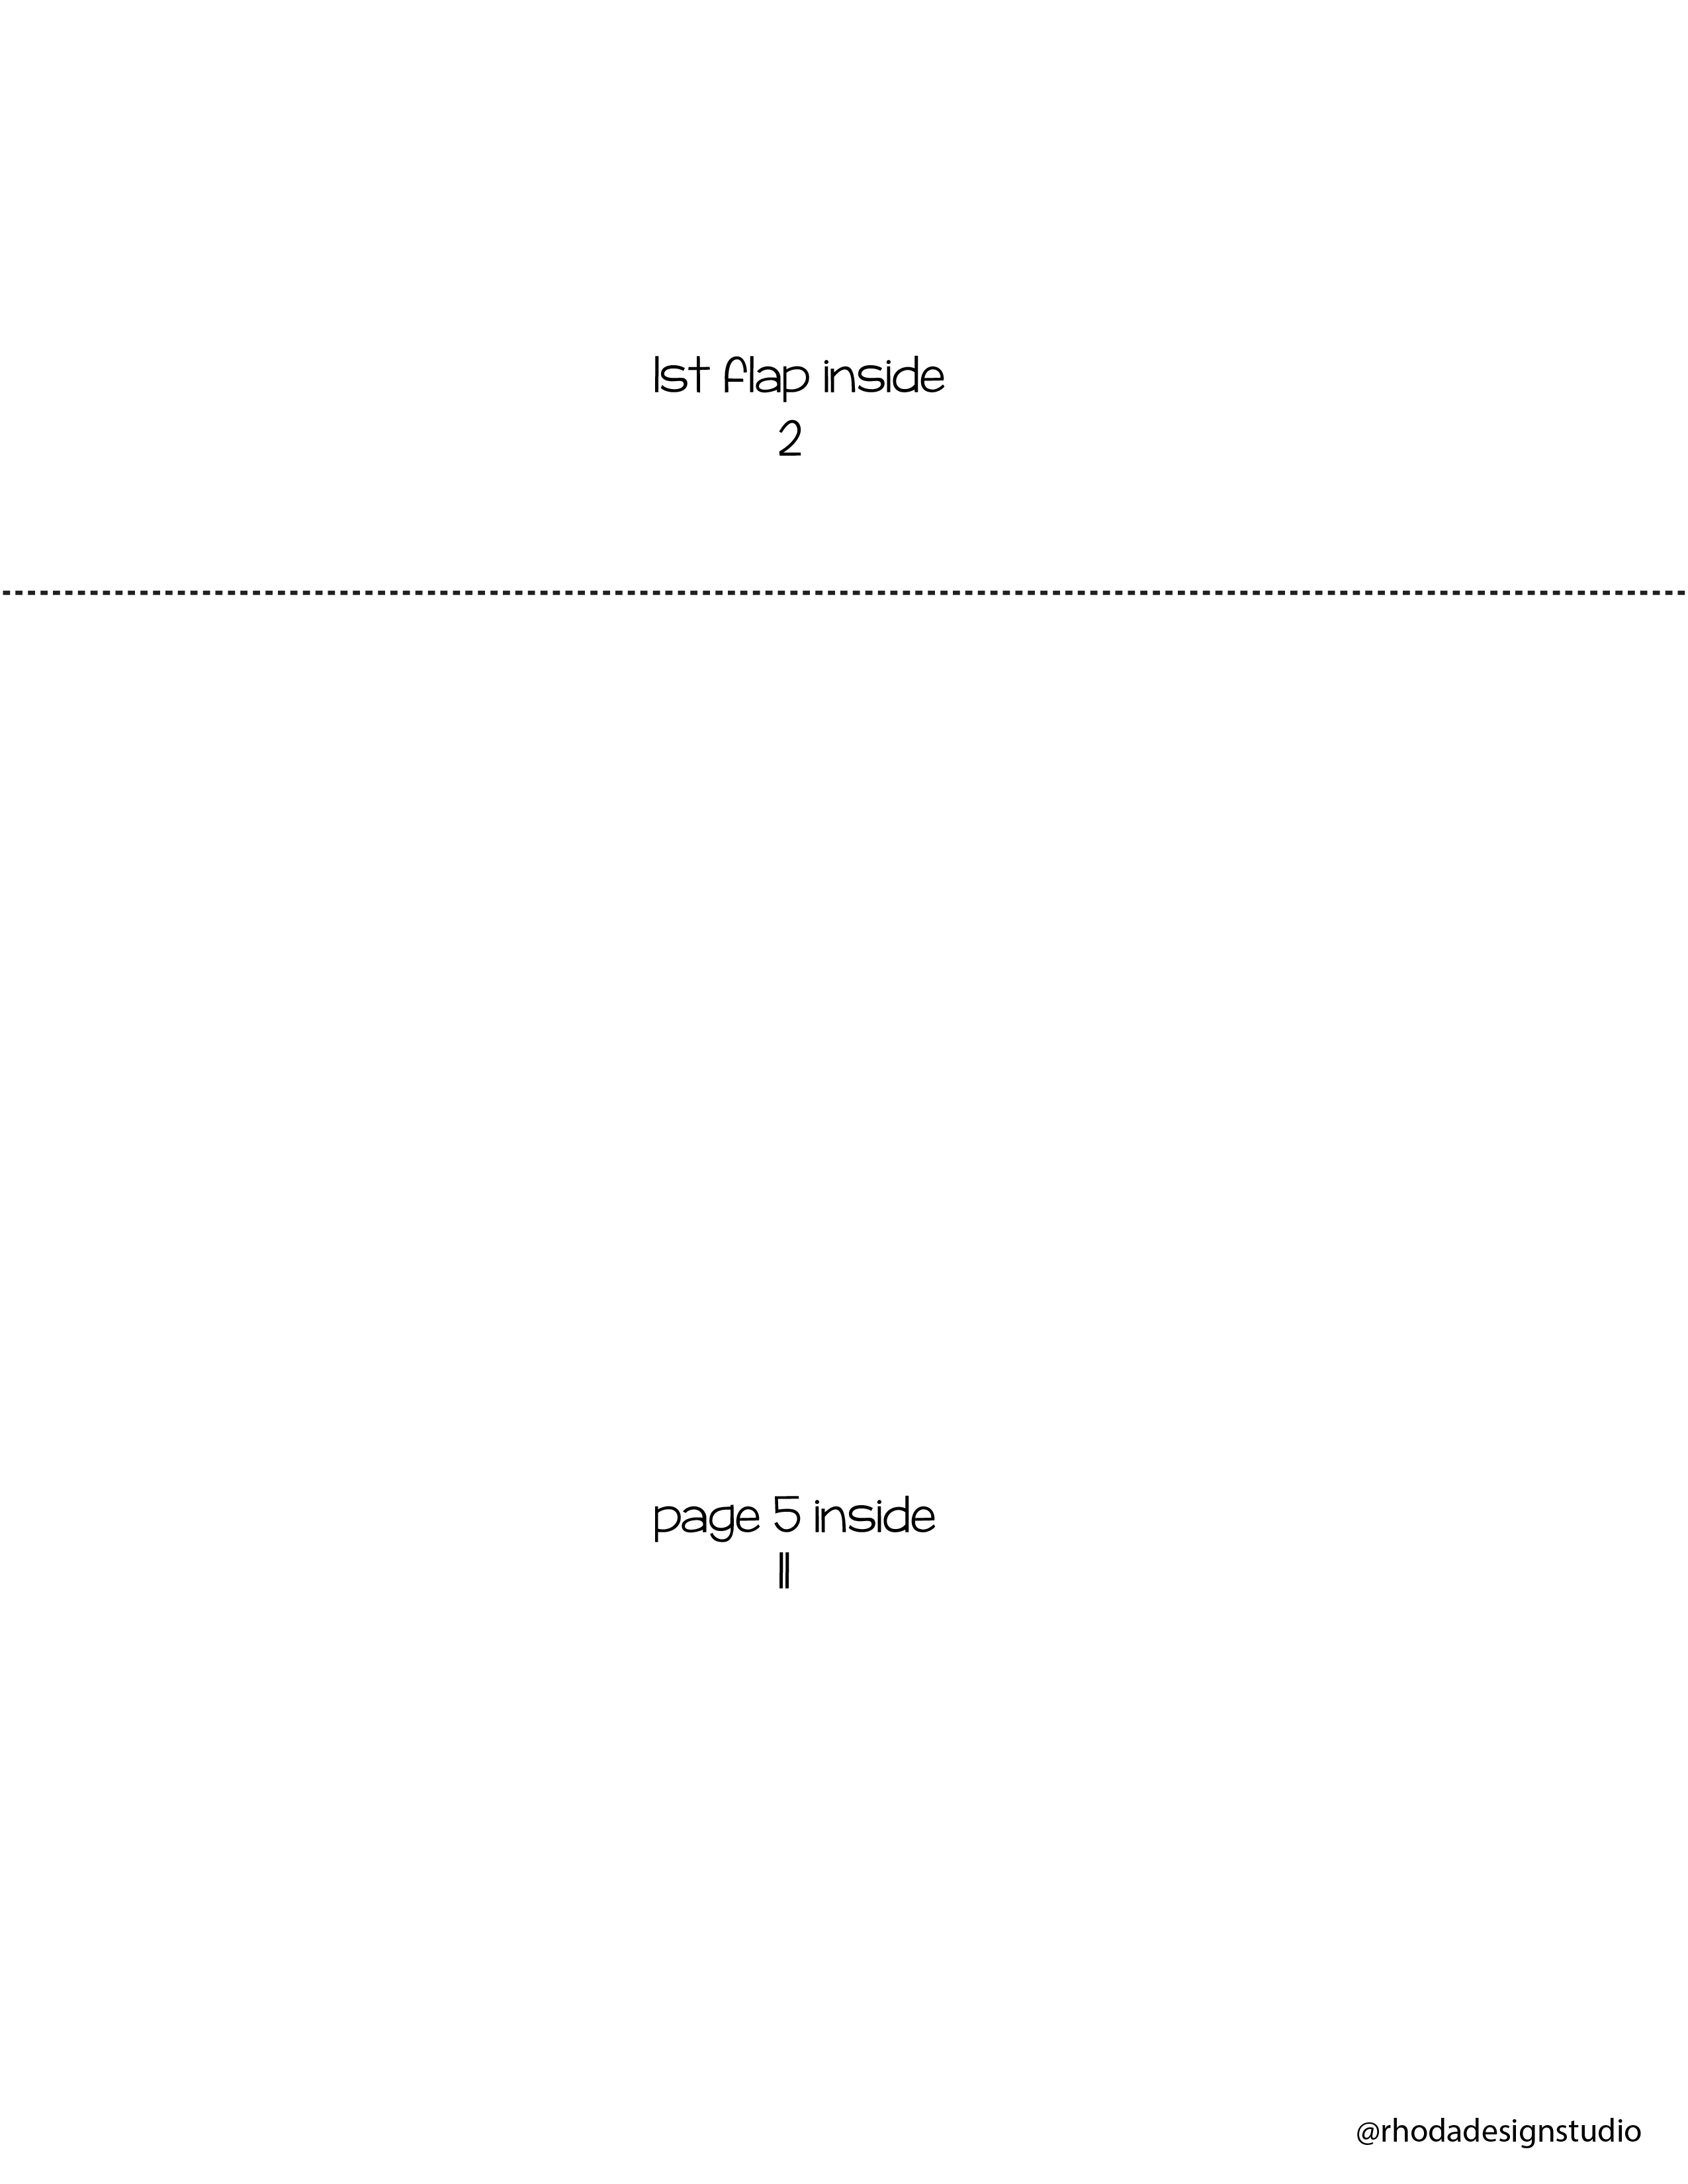 1st flap inside
2
page 5 inside
11
@rhodadesignstudio